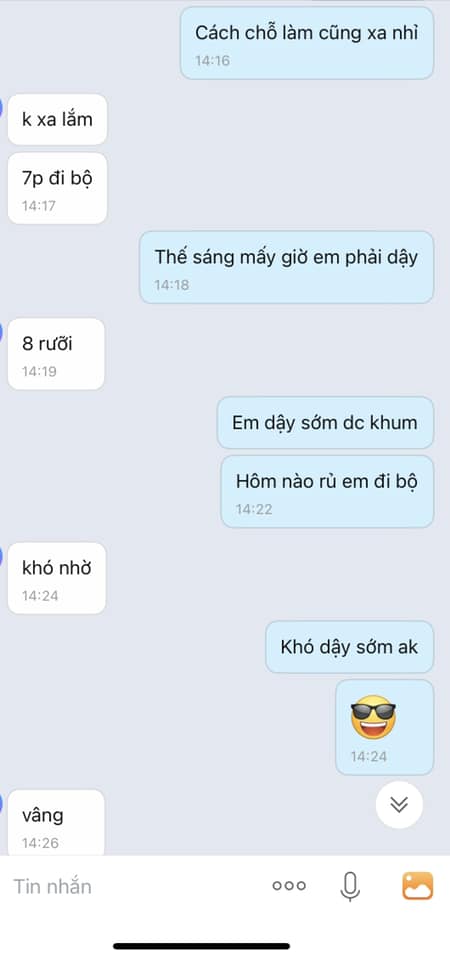 Cách chỗ làm cũng xa nhỉ
14:16
k xa lắm
7p đi bộ
14:17
Thế sáng mấy giờ em phải dậy
14:18
8 rưỡi
14:19
Em dậy sớm dc khum
Hôm nào rủ em đi bộ
14:22
khó nhờ
14:24
Khó dậy sớm ak
14:24
vâng
14:26
Tin nhắn